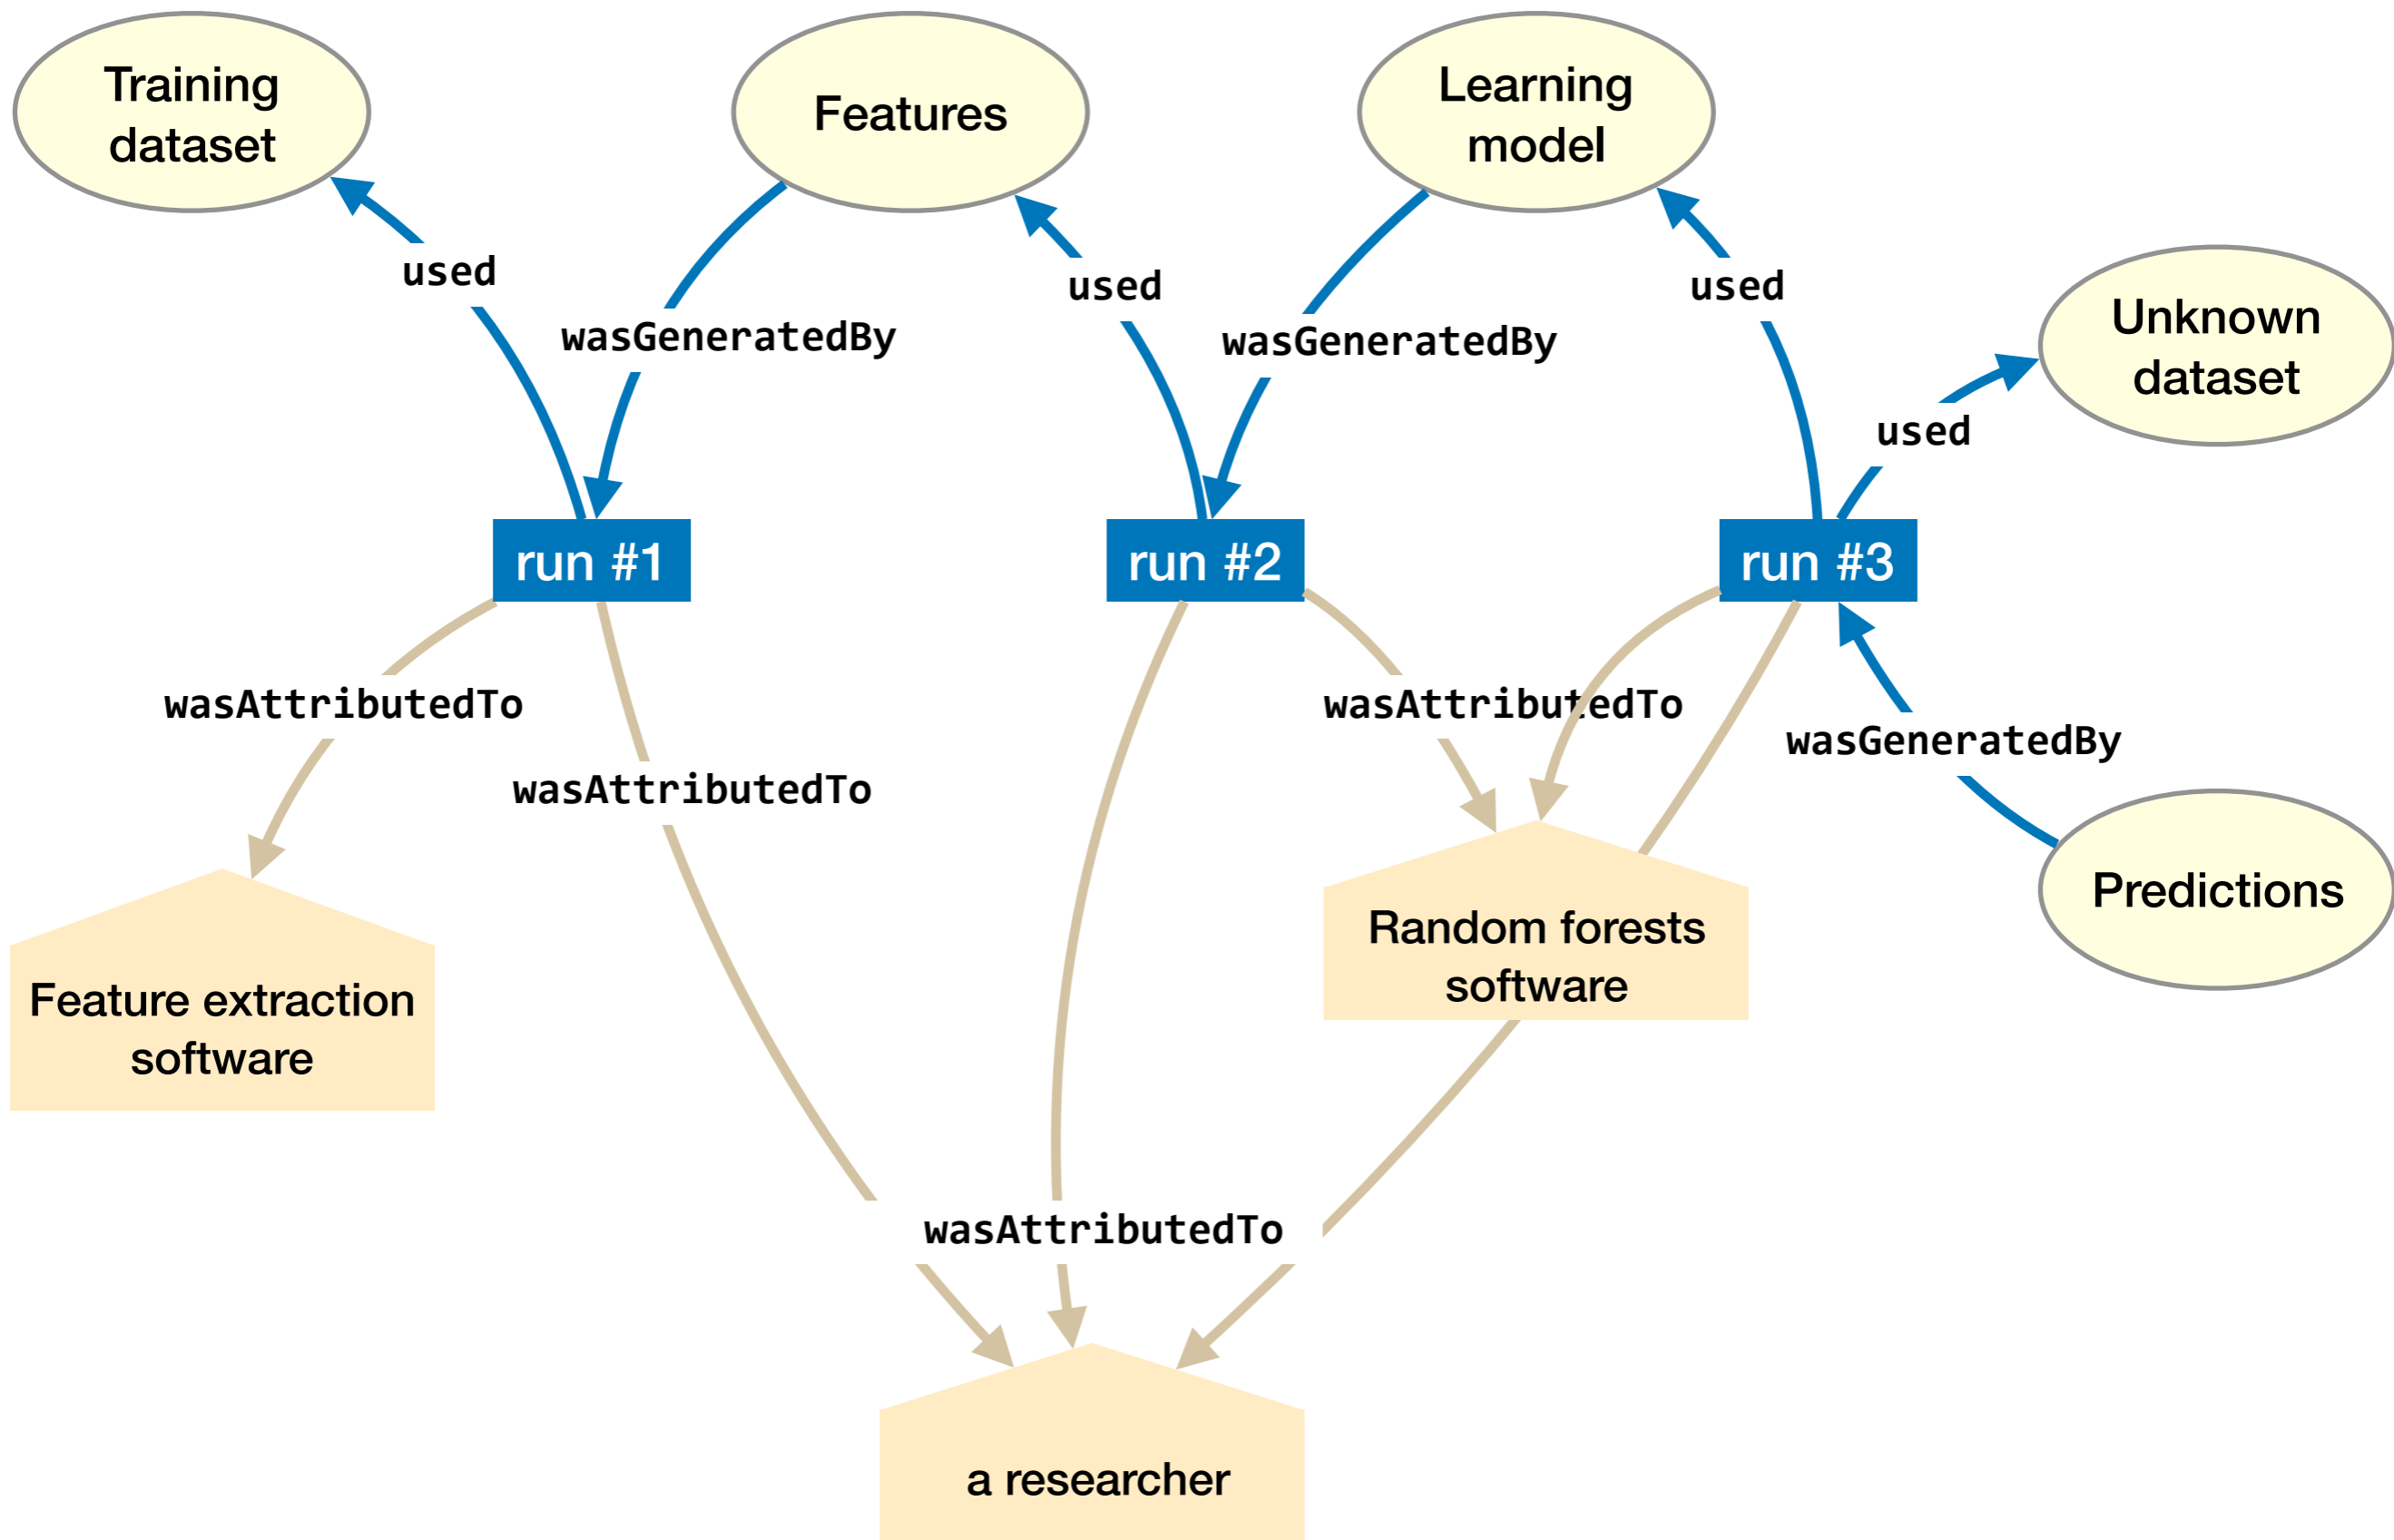 Training
dataset
Features
Learning
model
used
used
used
wasGeneratedBy
wasGeneratedBy
Unknown
dataset
used
run #1
run #2
run #3
wasAttributedTo
wasAttributedTo
wasGeneratedBy
wasAttributedTo
Predictions
Random forests
software
Feature extraction
software
wasAttributedTo
a researcher